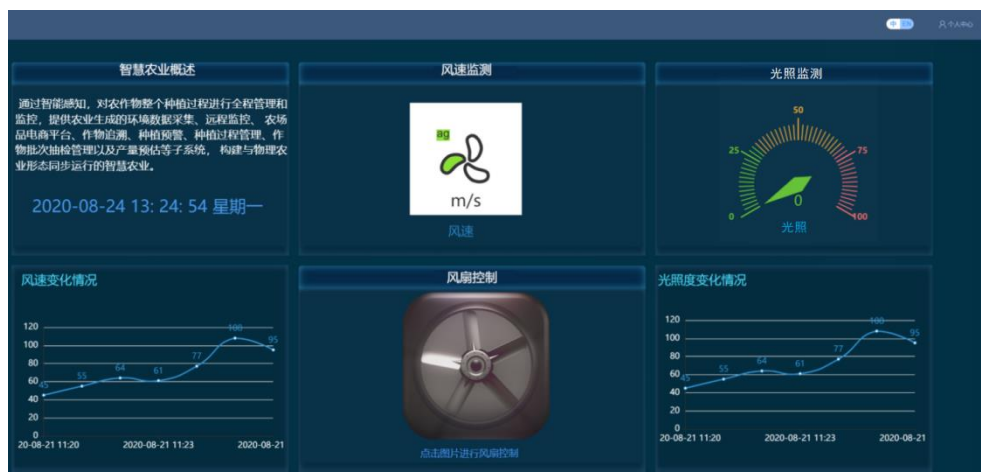 中
个人中心
智慧农业概述
通过智能感知，对农作物整个种植过程进行全程管理和
监控，提供农业生成的环境数据采集、远程监控、 农场
品电商平台、作物追溯、种植预警、种植过程管理、作
物批次抽检管理以及产量预估等子系统， 构建与物理农
业形态同步运行的智慧农业。
2020-08-24 13: 24: 54 星期一
风速监测
ag
m/s
风速
光照监测
50
25
75
0
0
100
光照
风速变化情况
120
100
80
60
40
20
0
45
55
64
61
77
108
95
20-08-21 11:20
2020-08-21 11:23
2020-08-21
风扇控制
点击图片进行风扇控制
光照度变化情况
120
100
80
60
40
20
0
45
55
64
61
77
108
95
20-08-21 11:20
2020-08-21 11:23
2020-08-21